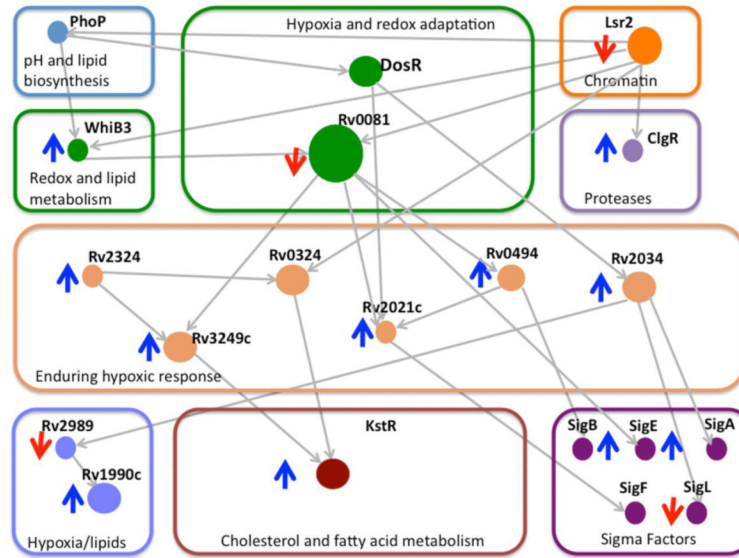 PhoP
pH and lipid
biosynthesis
Hypoxia and redox adaptation
DosR
Rv0081
Lsr2
Chromatin
WhiB3
Redox and lipid
metabolism
ClgR
Proteases
Rv2324
Rv0324
Rv0494
Rv2034
Rv2021c
Rv3249c
Enduring hypoxic response
Rv2989
Rv1990c
Hypoxia/lipids
KstR
Cholesterol and fatty acid metabolism
SigB
SigE
SigA
SigF
SigL
Sigma Factors